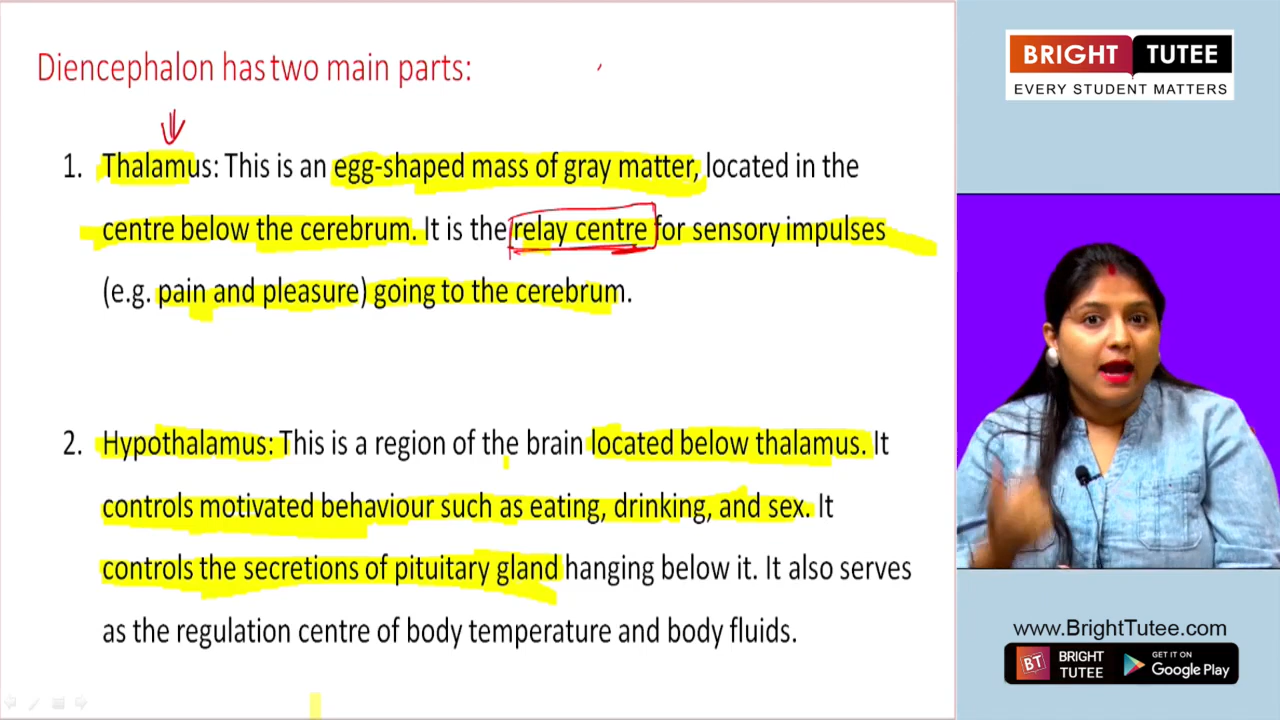 Diencephalon has two main parts:
1. Thalamus: This is an egg-shaped mass of gray matter, located in the
centre below the cerebrum. It is the relay centre for sensory impulses
(e.g. pain and pleasure) going to the cerebrum.
2. Hypothalamus: This is a region of the brain located below thalamus. It
controls motivated behaviour such as eating, drinking, and sex. It
controls the secretions of pituitary gland hanging below it. It also serves
as the regulation centre of body temperature and body fluids.
BRIGHT TUTEE
EVERY STUDENT MATTERS
www.BrightTutee.com
BT BRIGHT TUTEE
GET IT ON
Google Play